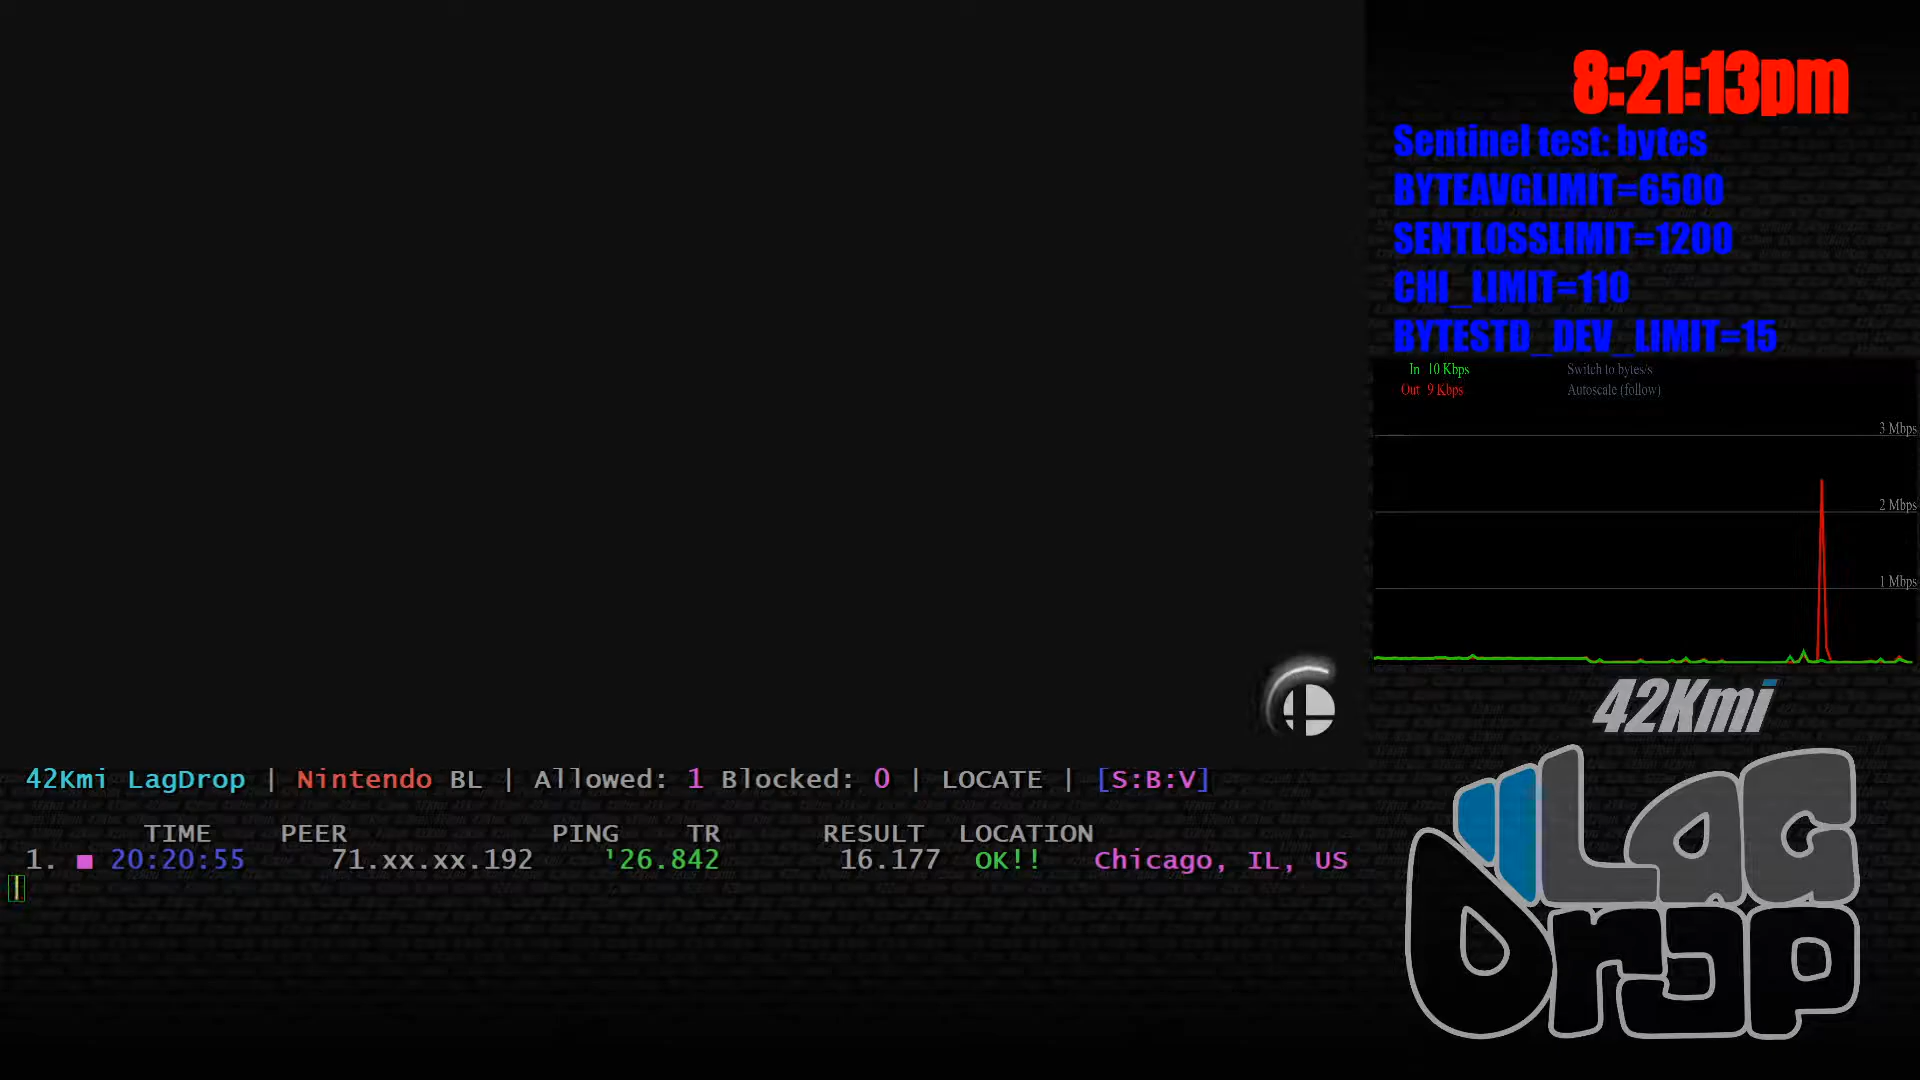 8:21:13pm
Sentinel test: bytes
BYTEAVGLIMIT=6500
SENTLOSSLIMIT=1200
CHI_LIMIT=110
BYTESTD_DEV_LIMIT=15
In 10 Kbps Switch to bytes/s
Out 9 Kbps Autoscale (follow)
3 Mbps
2 Mbps
1 Mbps
42Kmi
LagDrop
42Kmi LagDrop | Nintendo BL | Allowed: 1 Blocked: 0 | LOCATE | [S:B:V]
TIME PEER PING TR RESULT LOCATION
1. ■ 20:20:55 71.xx.xx.192 '26.842 16.177 OK!! Chicago, IL, US